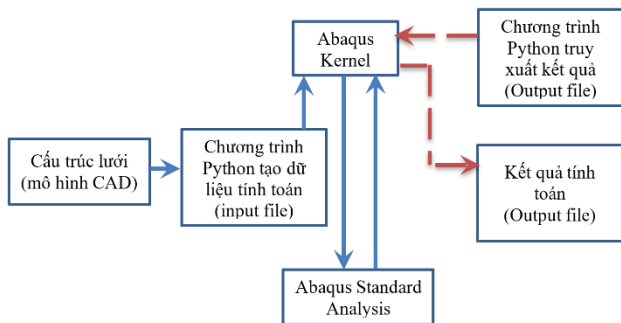 Cấu trúc lưới
(mô hình CAD)
Chương trình
Python tạo dữ
liệu tính toán
(input file)
Abaqus
Kernel
Abaqus Standard
Analysis
Chương trình
Python truy
xuất kết quả
(Output file)
Kết quả tính
toán
(Output file)